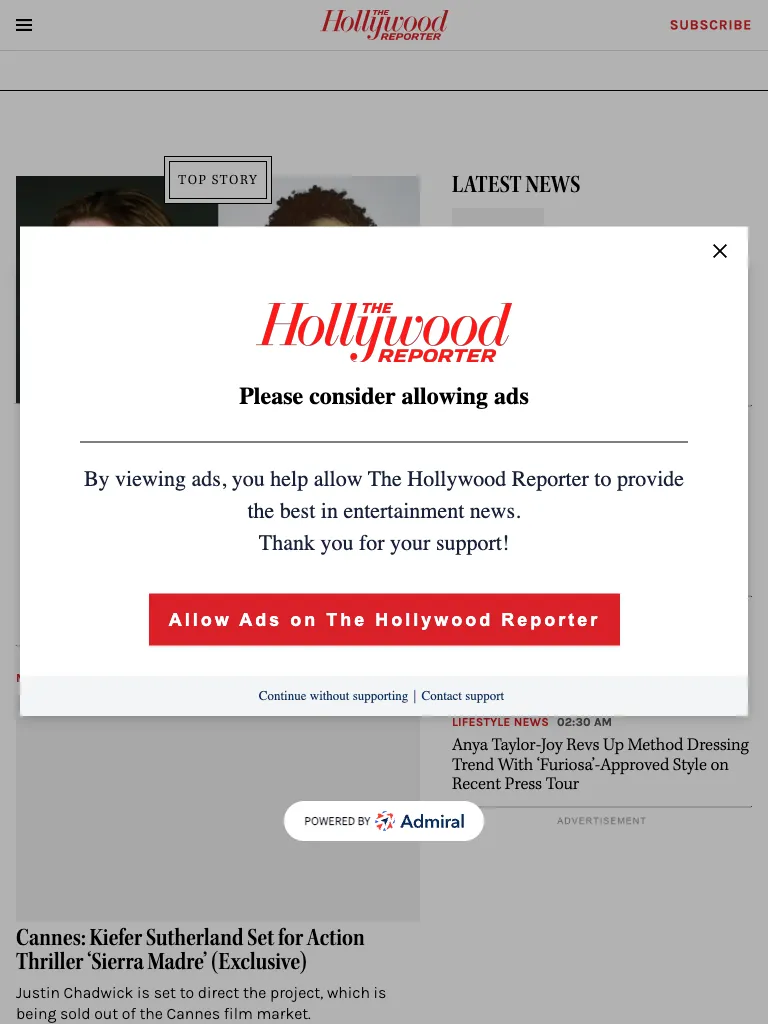 THE
Hollywood
REPORTER
SUBSCRIBE
TOP STORY
LATEST NEWS
THE
Hollywood
REPORTER
Please consider allowing ads
By viewing ads, you help allow The Hollywood Reporter to provide
the best in entertainment news.
Thank you for your support!
Allow Ads on The Hollywood Reporter
Continue without supporting | Contact support
LIFESTYLE NEWS 02:30 AM
Anya Taylor-Joy Revs Up Method Dressing
Trend With ‘Furiosa’-Approved Style on
Recent Press Tour
POWERED BY Admiral
ADVERTISEMENT
Cannes: Kiefer Sutherland Set for Action
Thriller ‘Sierra Madre’ (Exclusive)
Justin Chadwick is set to direct the project, which is
being sold out of the Cannes film market.